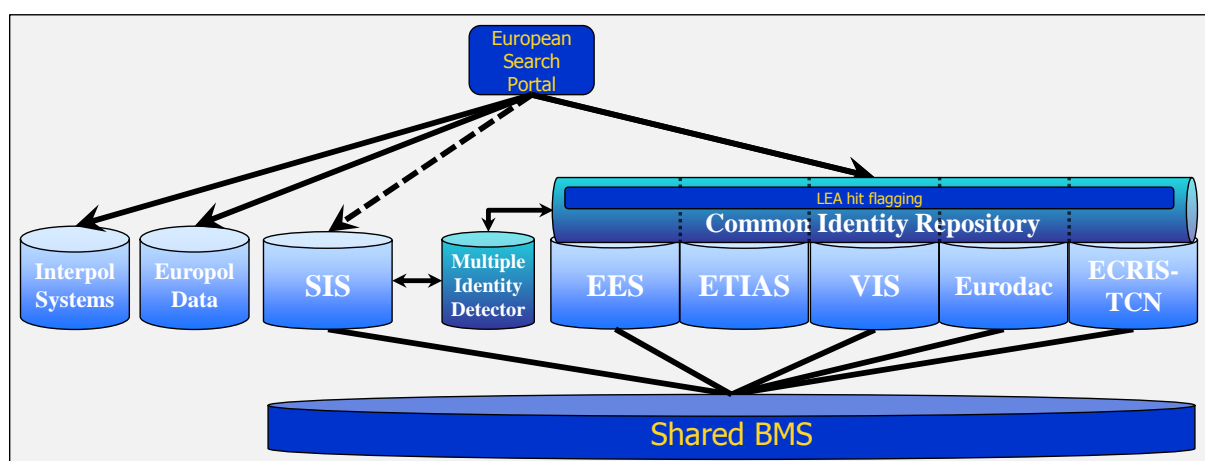 European
Search
Portal
LEA hit flagging
Common Identity Repository
Interpol
Systems
Europol
Data
SIS
Multiple
Identity
Detector
EES
ETIAS
VIS
Eurodac
ECRIS-
TCN
Shared BMS